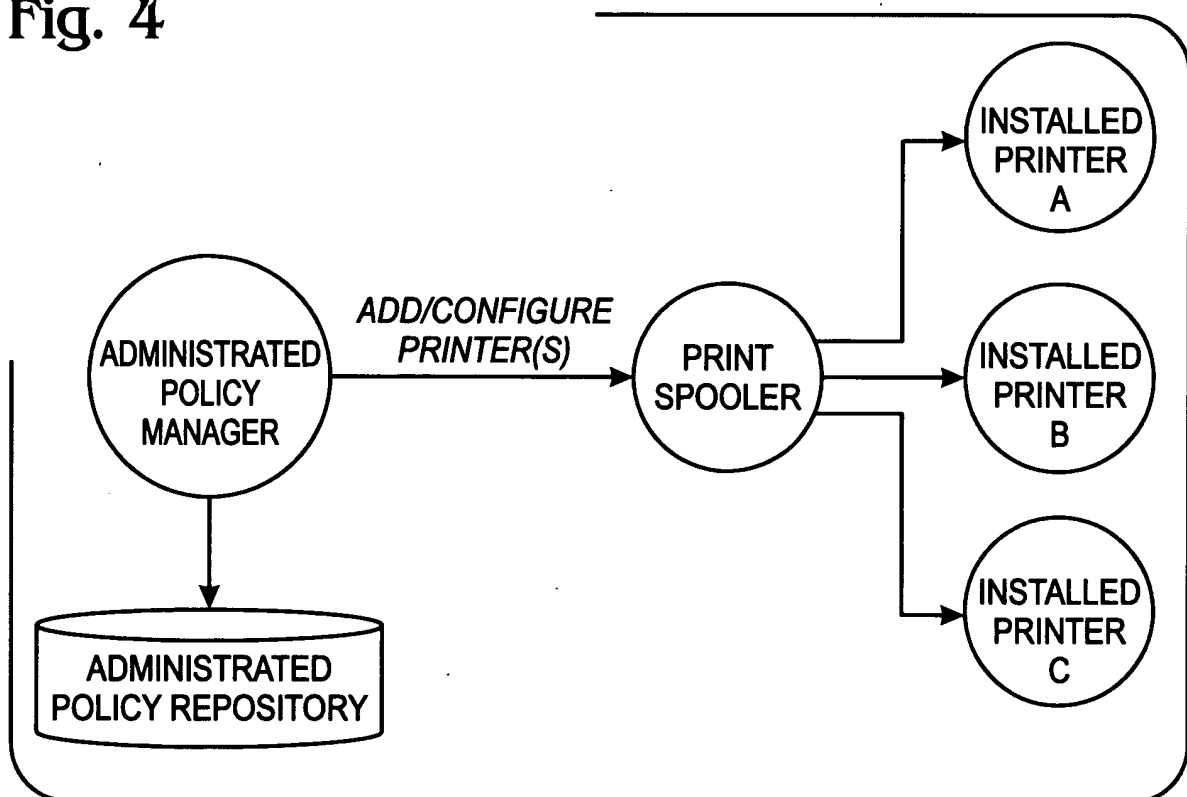 Fig. 4
INSTALLED
PRINTER
A
ADD/CONFIGURE
PRINTER(S)
ADMINISTRATED
POLICY
MANAGER
PRINT
SPOOLER
INSTALLED
PRINTER
B
INSTALLED
PRINTER
C
ADMINISTRATED
POLICY REPOSITORY